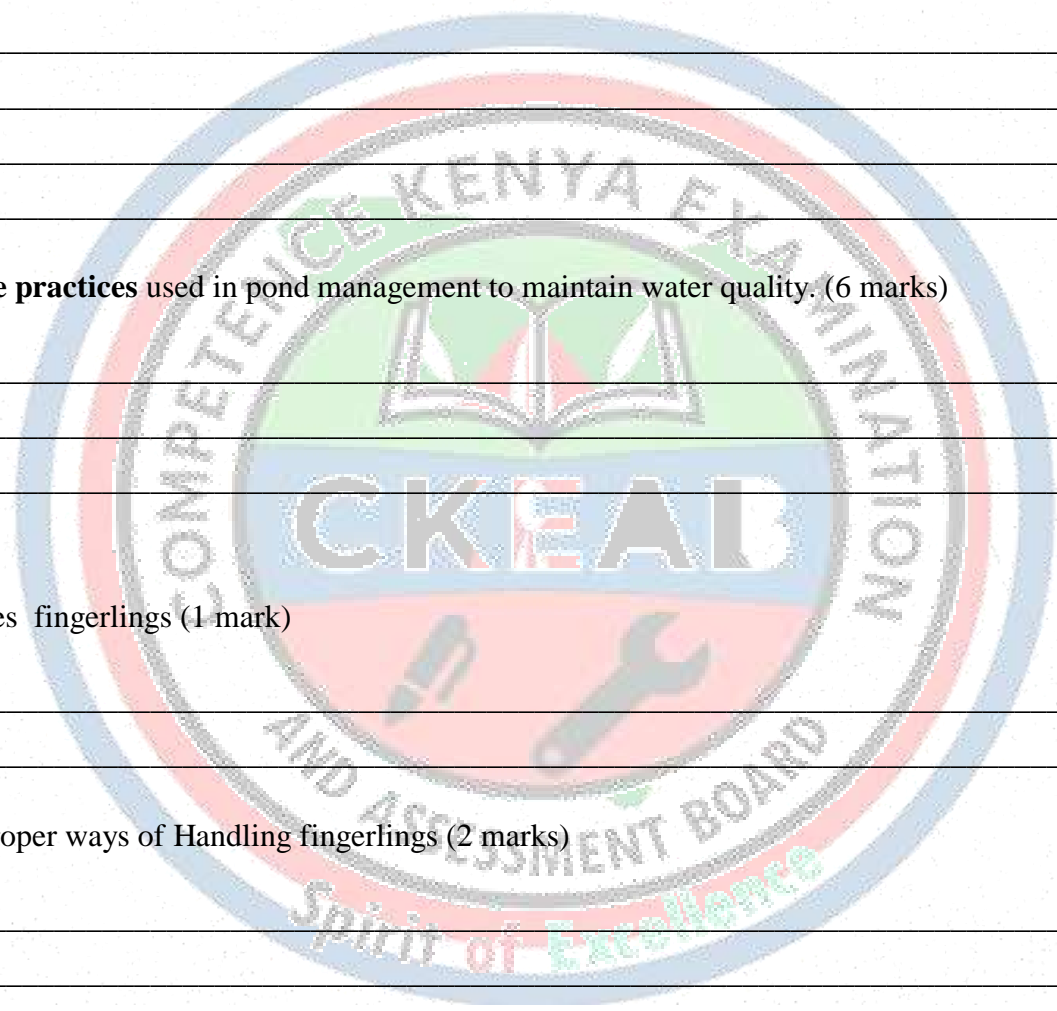 COMPETENCE KENYA EXAMINATION
e practices used in pond management to maintain water quality. (6 marks)
CKEAB
es fingerlings (1 mark)
AND ASSESSMENT BOARD
oper ways of Handling fingerlings (2 marks)
Spirit of Excellence